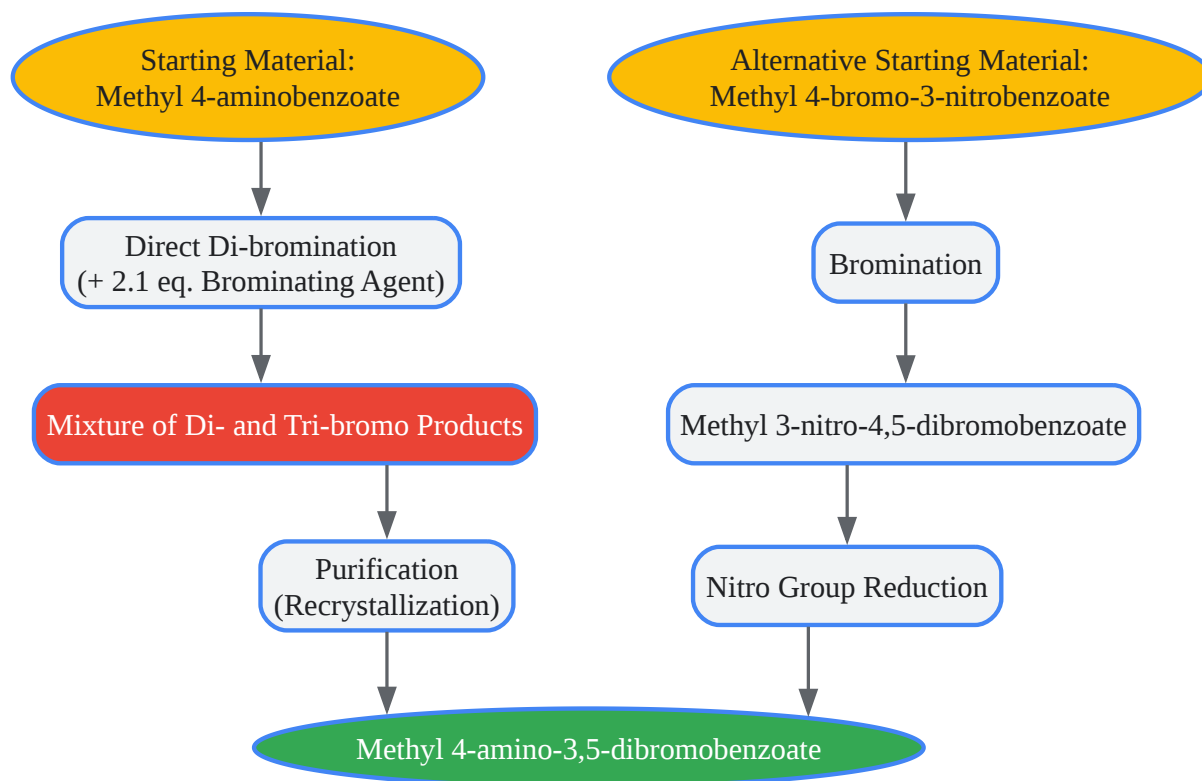 Starting Material:
Methyl 4-aminobenzoate
Direct Di-bromination
(+ 2.1 eq. Brominating Agent)
Mixture of Di- and Tri-bromo Products
Purification
(Recrystallization)
Alternative Starting Material:
Methyl 4-bromo-3-nitrobenzoate
Bromination
Methyl 3-nitro-4,5-dibromobenzoate
Nitro Group Reduction
Methyl 4-amino-3,5-dibromobenzoate